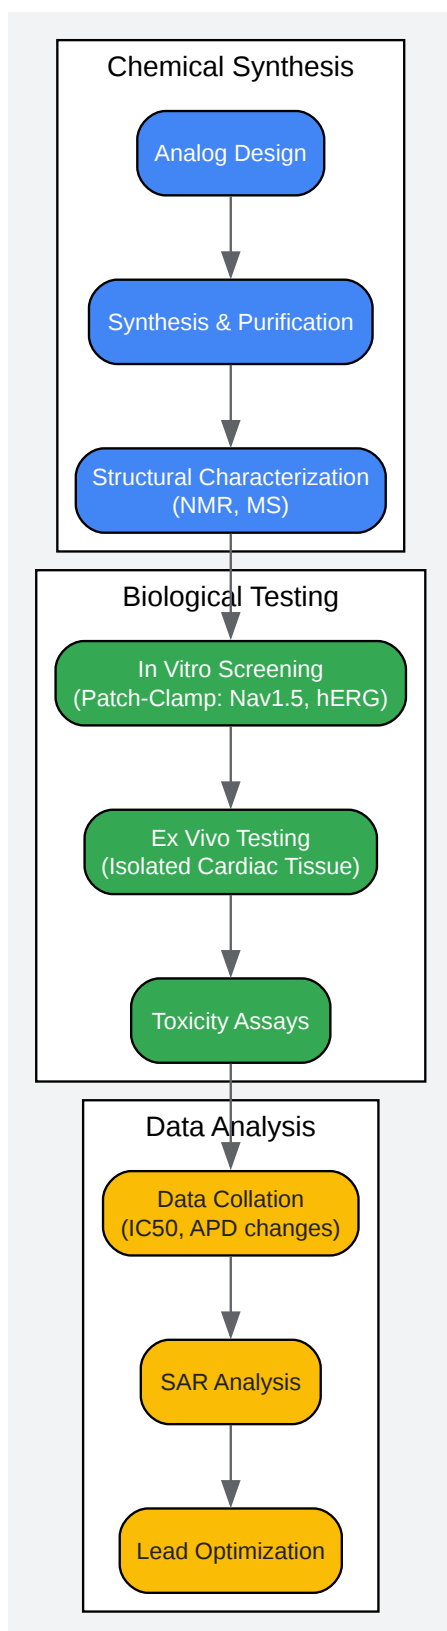 Chemical Synthesis
Analog Design
Synthesis & Purification
Structural Characterization
(NMR, MS)
Biological Testing
In Vitro Screening
(Patch-Clamp: Nav1.5, hERG)
Ex Vivo Testing
(Isolated Cardiac Tissue)
Toxicity Assays
Data Analysis
Data Collation
(IC50, APD changes)
SAR Analysis
Lead Optimization